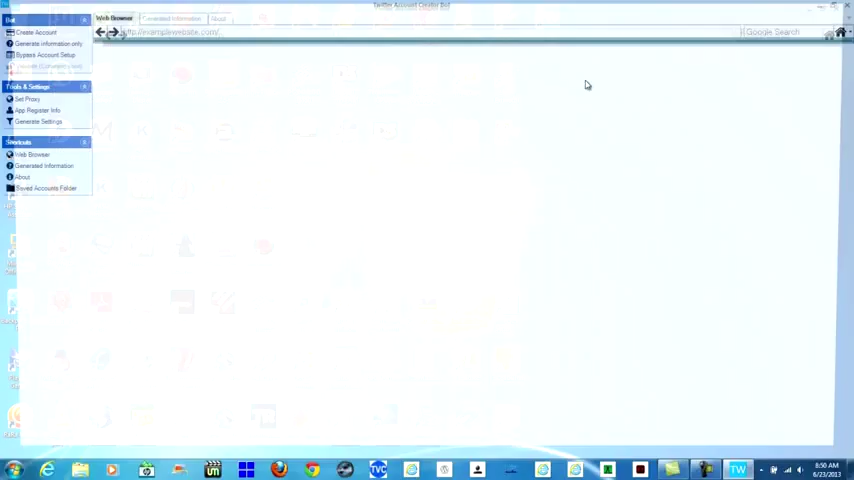 Twitter Account Creator Bot
Bot
Web Browser
Generated Information
About
Create Account
http://examplewebsite.com/
Google Search
Generate information only
Bypass Account Setup
Tools & Settings
Set Proxy
App Register Info
Generate Settings
Shortcuts
Web Browser
Generated Information
About
Saved Accounts Folder
TVC
TW
8:50 AM
6/23/2013